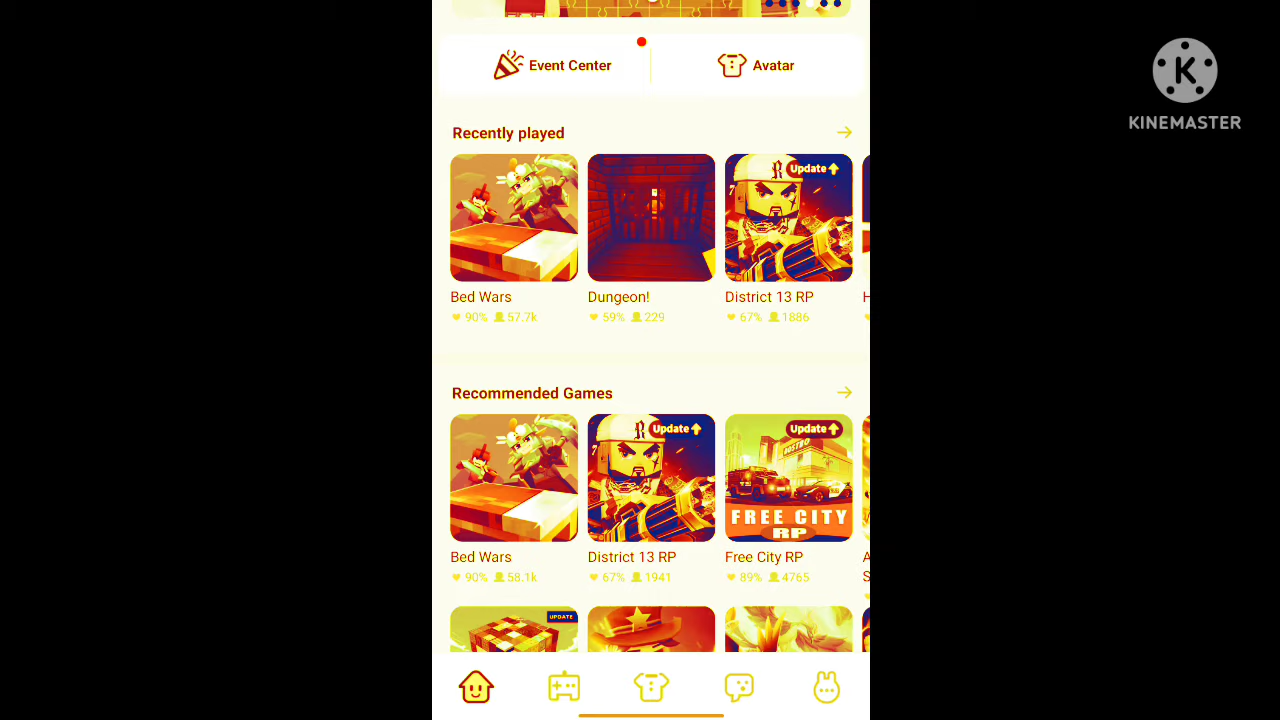 Event Center
Avatar
KINEMASTER
Recently played
Update
Bed Wars
Dungeon!
District 13 RP
H
90% 57.7k
59% 229
67% 1886
Recommended Games
Update
Update
FREE CITY
RP
Bed Wars
District 13 RP
Free City RP
A
S
90% 58.1k
67% 1941
89% 4765
UPDATE